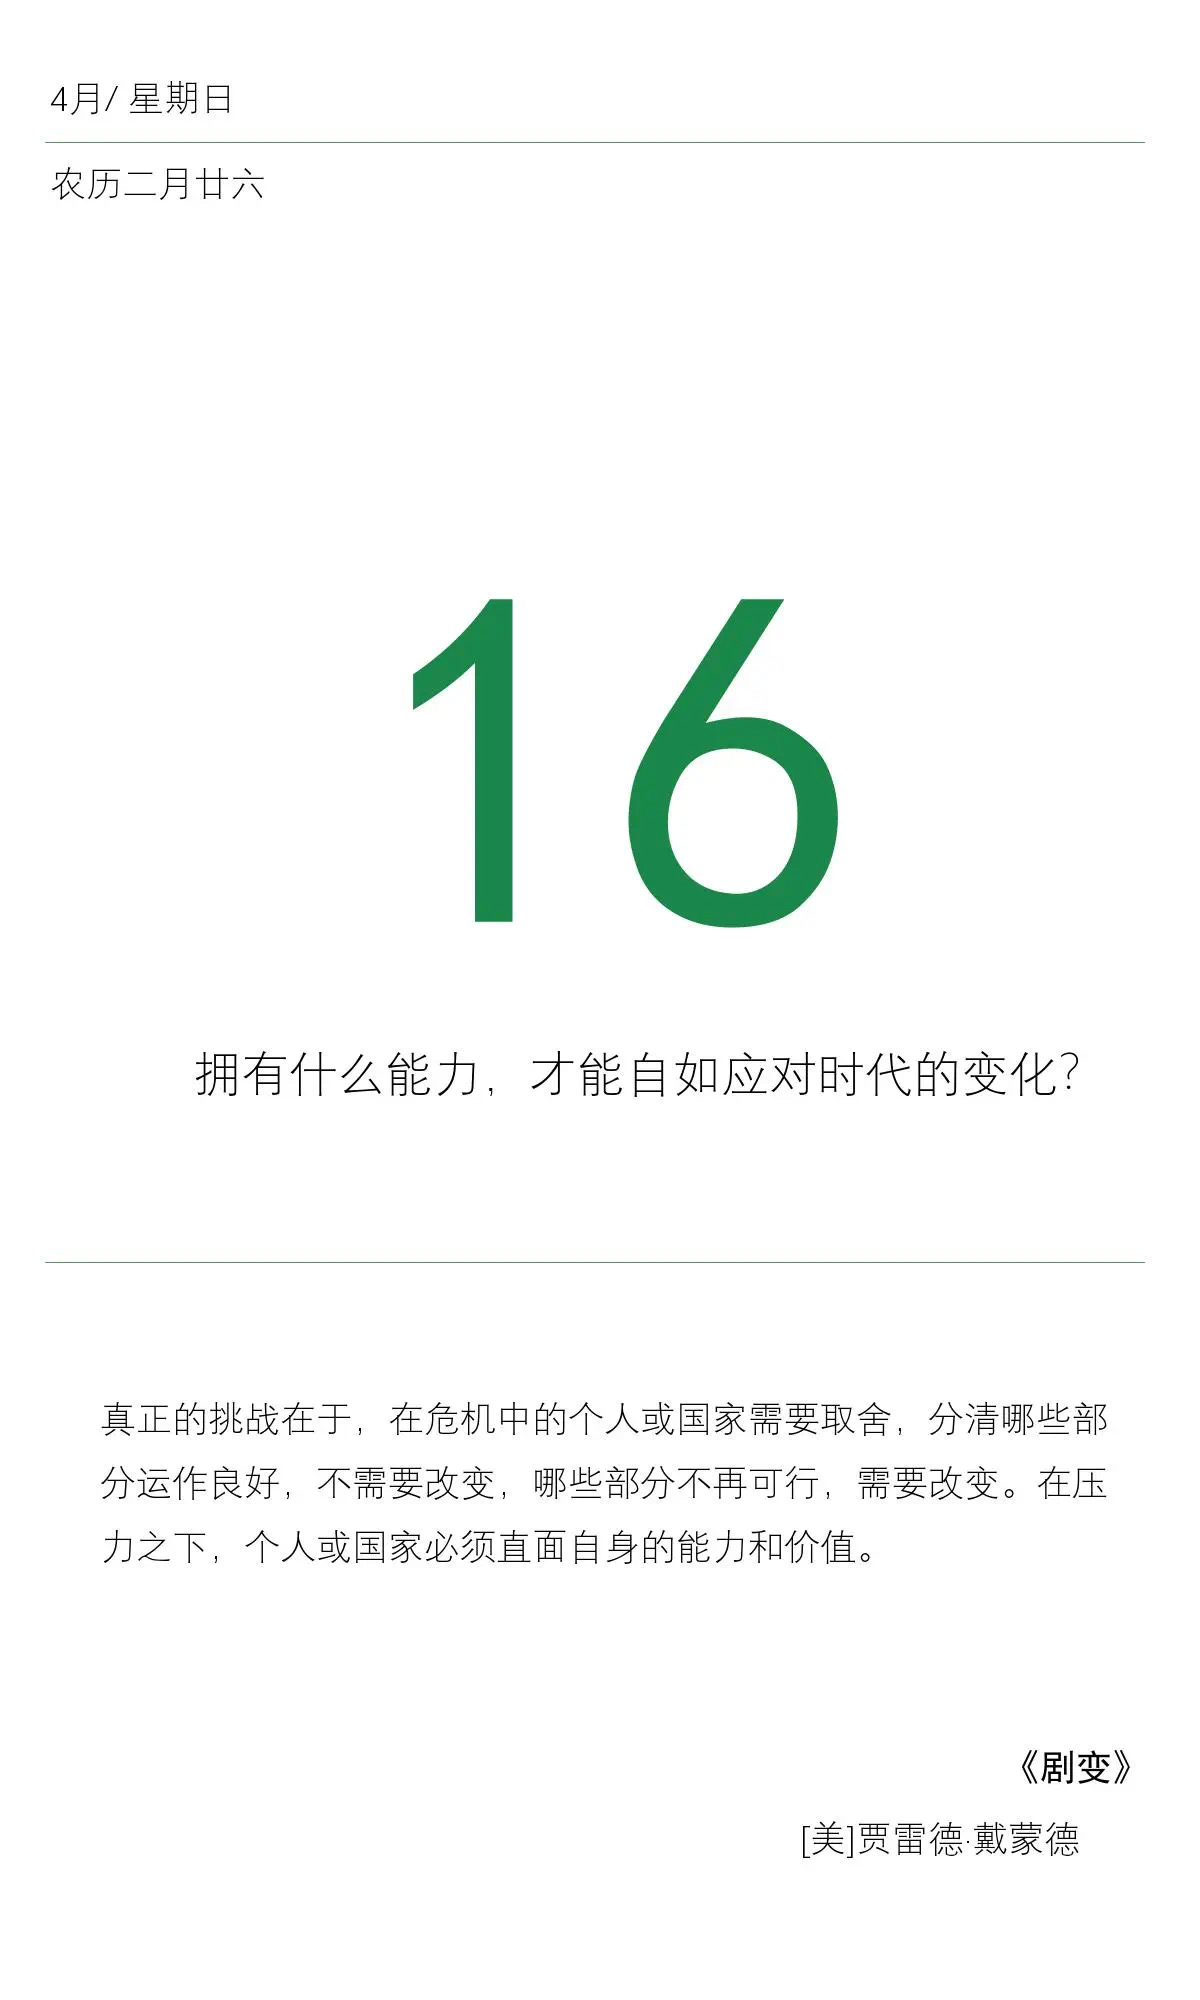 4月/ 星期日
农历二月廿六
16
拥有什么能力，才能自如应对时代的变化？
真正的挑战在于，在危机中的个人或国家需要取舍，分清哪些部
分运作良好，不需要改变，哪些部分不再可行，需要改变。在压
力之下，个人或国家必须直面自身的能力和价值。
《剧变》
[美]贾雷德·戴蒙德